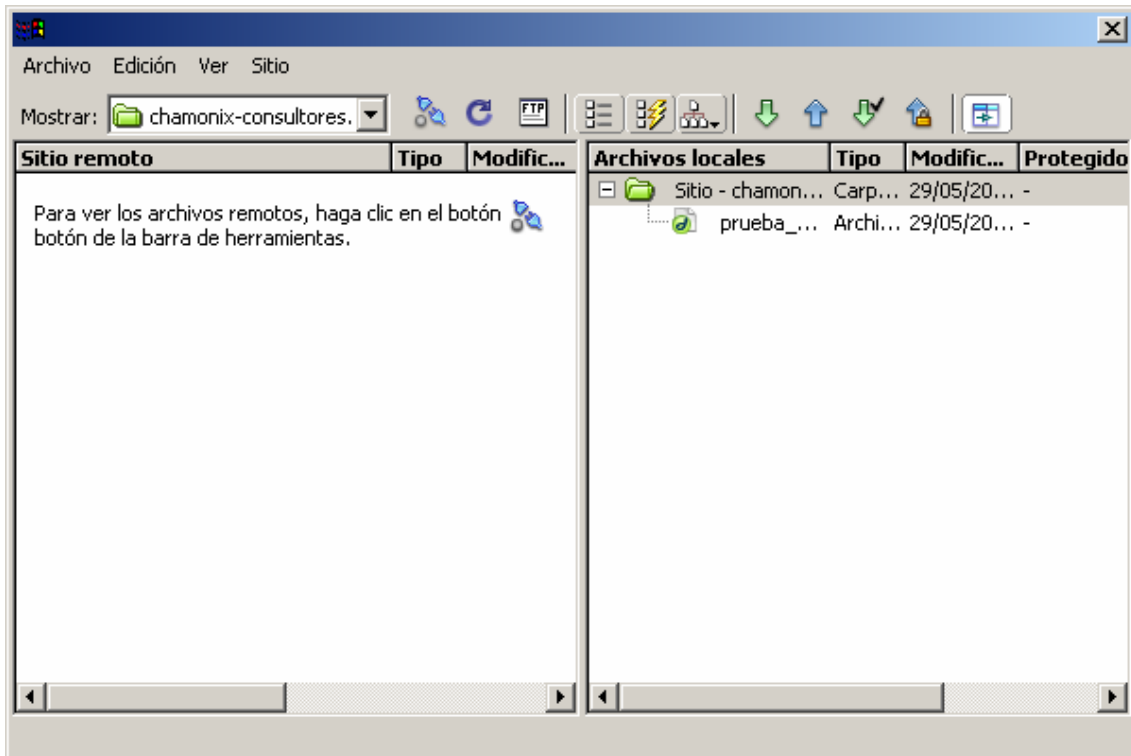 Archivo Edición Ver Sitio
Mostrar: chamonix-consultores. FTP
Sitio remoto Tipo Modific... Archivos locales Tipo Modific... Protegido
Sitio - chamon... Carp... 29/05/20... -
prueba_... Archi... 29/05/20... -
Para ver los archivos remotos, haga clic en el botón
botón de la barra de herramientas.